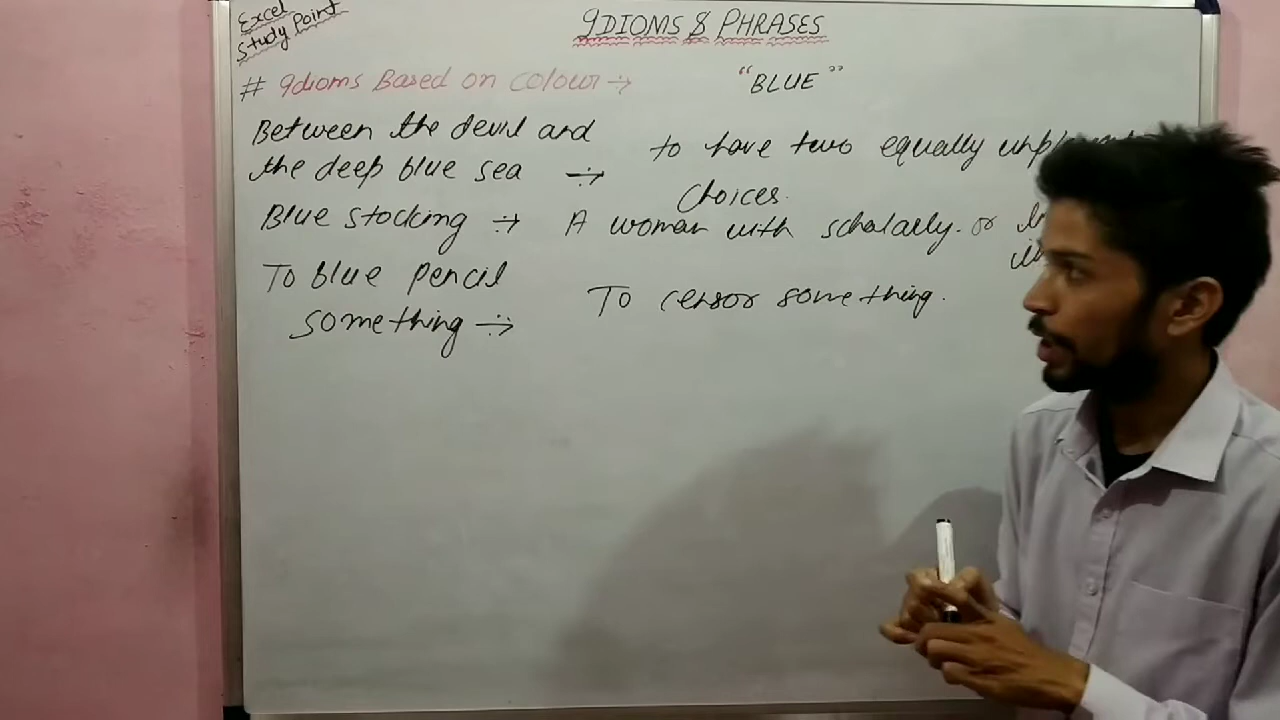 Excel
Study Point
IDIOMS & PHRASES
# Idioms Based on Colour ÷>
"BLUE"
Between the devil and
the deep blue sea ÷>
to have two equally
choices.
Blue stocking ÷> A woman with scholarly. or
To blue pencil
something ÷>
To censor something.